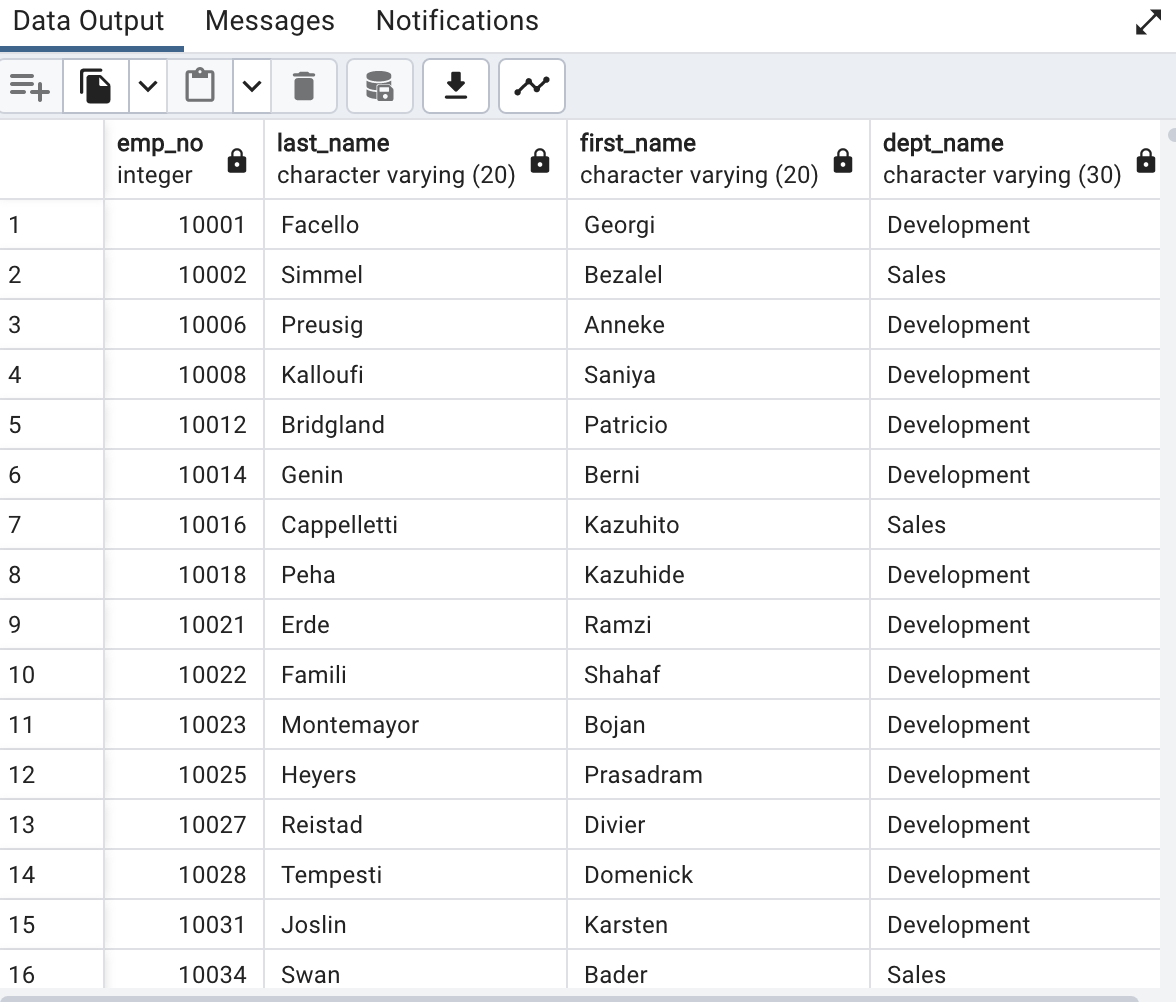 Data Output Messages Notifications
emp_no last_name first_name dept_name
integer character varying (20) character varying (20) character varying (30)
1 10001 Facello Georgi Development
2 10002 Simmel Bezalel Sales
3 10006 Preusig Anneke Development
4 10008 Kalloufi Saniya Development
5 10012 Bridgland Patricio Development
6 10014 Genin Berni Development
7 10016 Cappelletti Kazuhito Sales
8 10018 Peha Kazuhide Development
9 10021 Erde Ramzi Development
10 10022 Famili Shahaf Development
11 10023 Montemayor Bojan Development
12 10025 Heyers Prasadram Development
13 10027 Reistad Divier Development
14 10028 Tempesti Domenick Development
15 10031 Joslin Karsten Development
16 10034 Swan Bader Sales